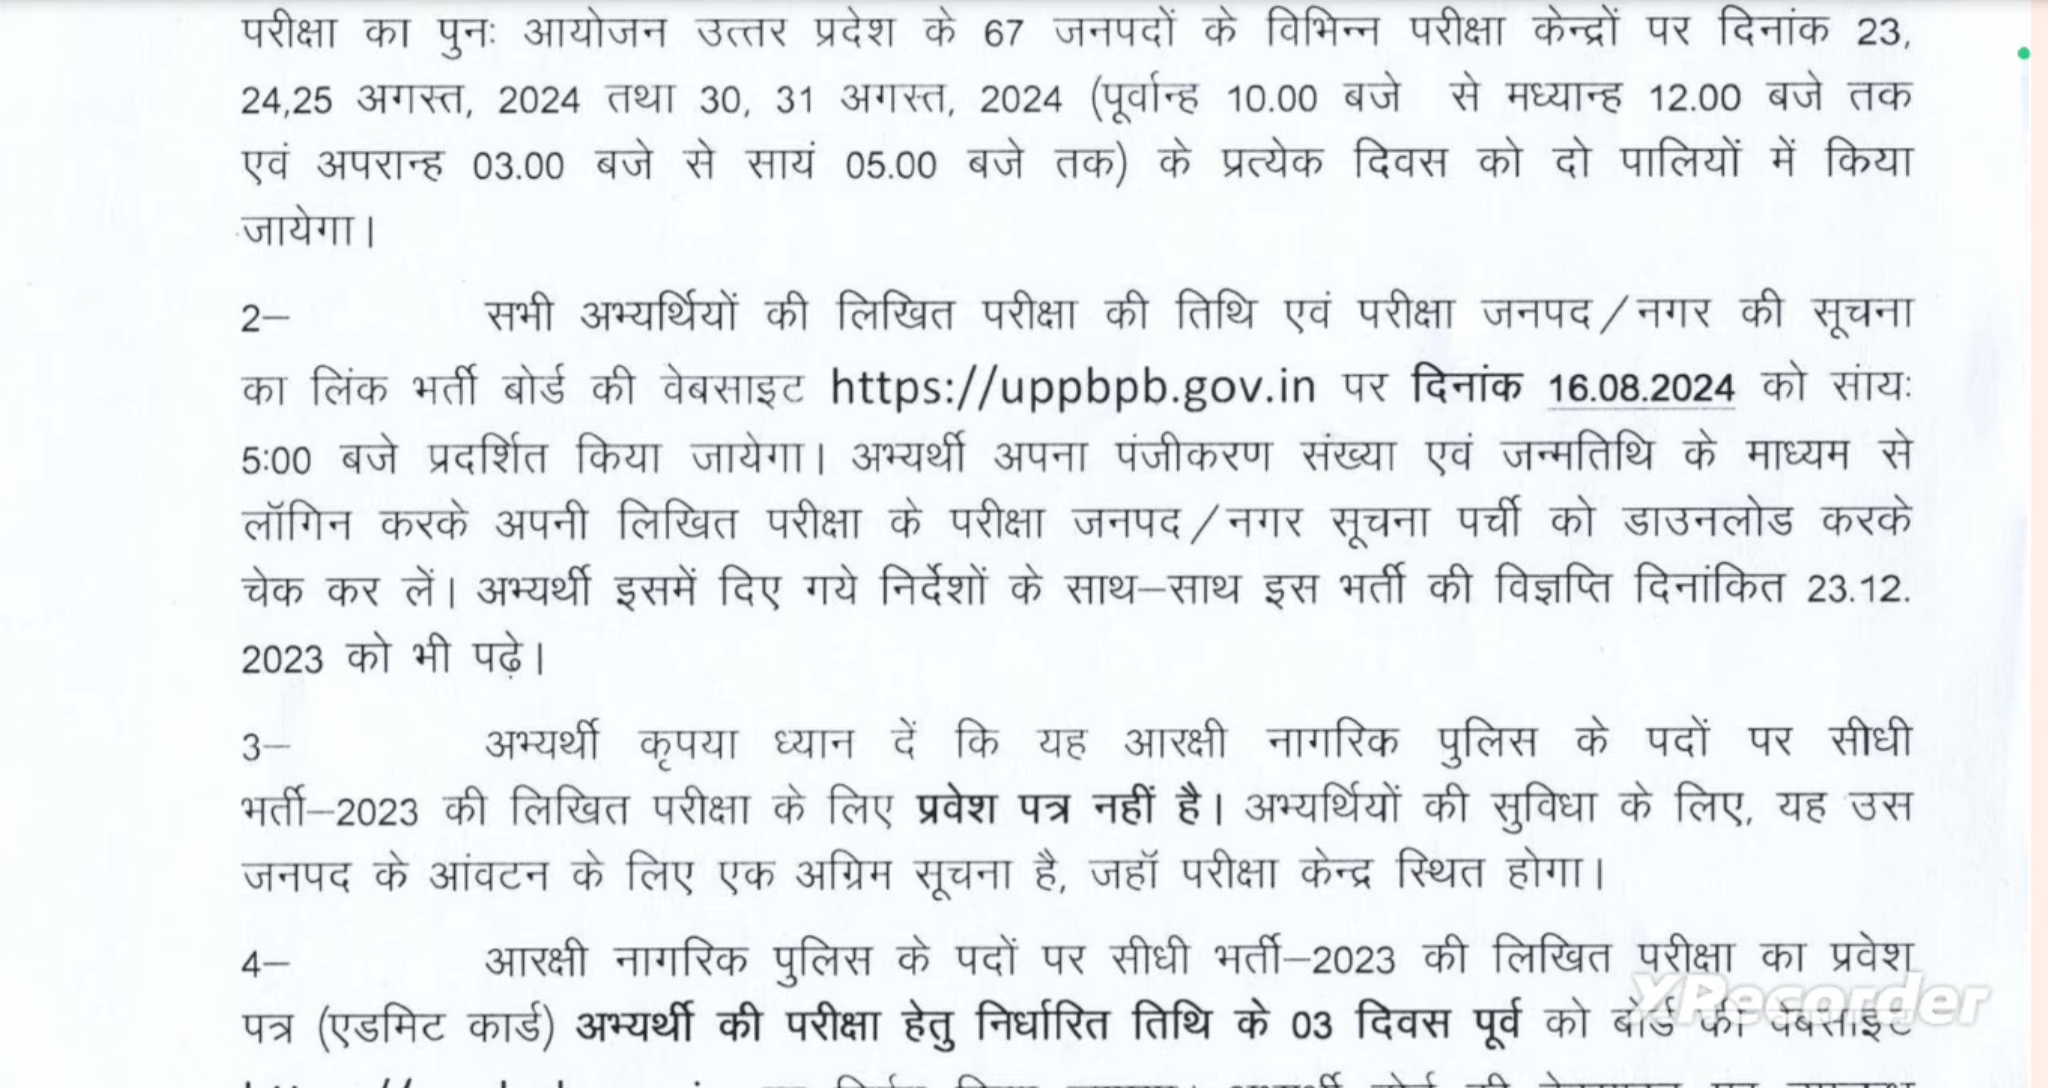 परीक्षा का पुनः आयोजन उत्तर प्रदेश के 67 जनपदों के विभिन्न परीक्षा केन्द्रों पर दिनांक 23,
24,25 अगस्त, 2024 तथा 30, 31 अगस्त, 2024 (पूर्वान्ह 10.00 बजे से मध्यान्ह 12.00 बजे तक
एवं अपरान्ह 03.00 बजे से सायं 05.00 बजे तक) के प्रत्येक दिवस को दो पालियों में किया
जायेगा।
2– सभी अभ्यर्थियों की लिखित परीक्षा की तिथि एवं परीक्षा जनपद/नगर की सूचना
का लिंक भर्ती बोर्ड की वेबसाइट https://uppbpb.gov.in पर दिनांक 16.08.2024 को सांयः
5:00 बजे प्रदर्शित किया जायेगा। अभ्यर्थी अपना पंजीकरण संख्या एवं जन्मतिथि के माध्यम से
लॉगिन करके अपनी लिखित परीक्षा के परीक्षा जनपद/नगर सूचना पर्ची को डाउनलोड करके
चेक कर लें। अभ्यर्थी इसमें दिए गये निर्देशों के साथ–साथ इस भर्ती की विज्ञप्ति दिनांकित 23.12.
2023 को भी पढ़े।
3– अभ्यर्थी कृपया ध्यान दें कि यह आरक्षी नागरिक पुलिस के पदों पर सीधी
भर्ती–2023 की लिखित परीक्षा के लिए प्रवेश पत्र नहीं है। अभ्यर्थियों की सुविधा के लिए, यह उस
जनपद के आंवटन के लिए एक अग्रिम सूचना है, जहॉ परीक्षा केन्द्र स्थित होगा।
4– आरक्षी नागरिक पुलिस के पदों पर सीधी भर्ती–2023 की लिखित परीक्षा का प्रवेश
पत्र (एडमिट कार्ड) अभ्यर्थी की परीक्षा हेतु निर्धारित तिथि के 03 दिवस पूर्व को बोर्ड की वेबसाइट
XRecorder